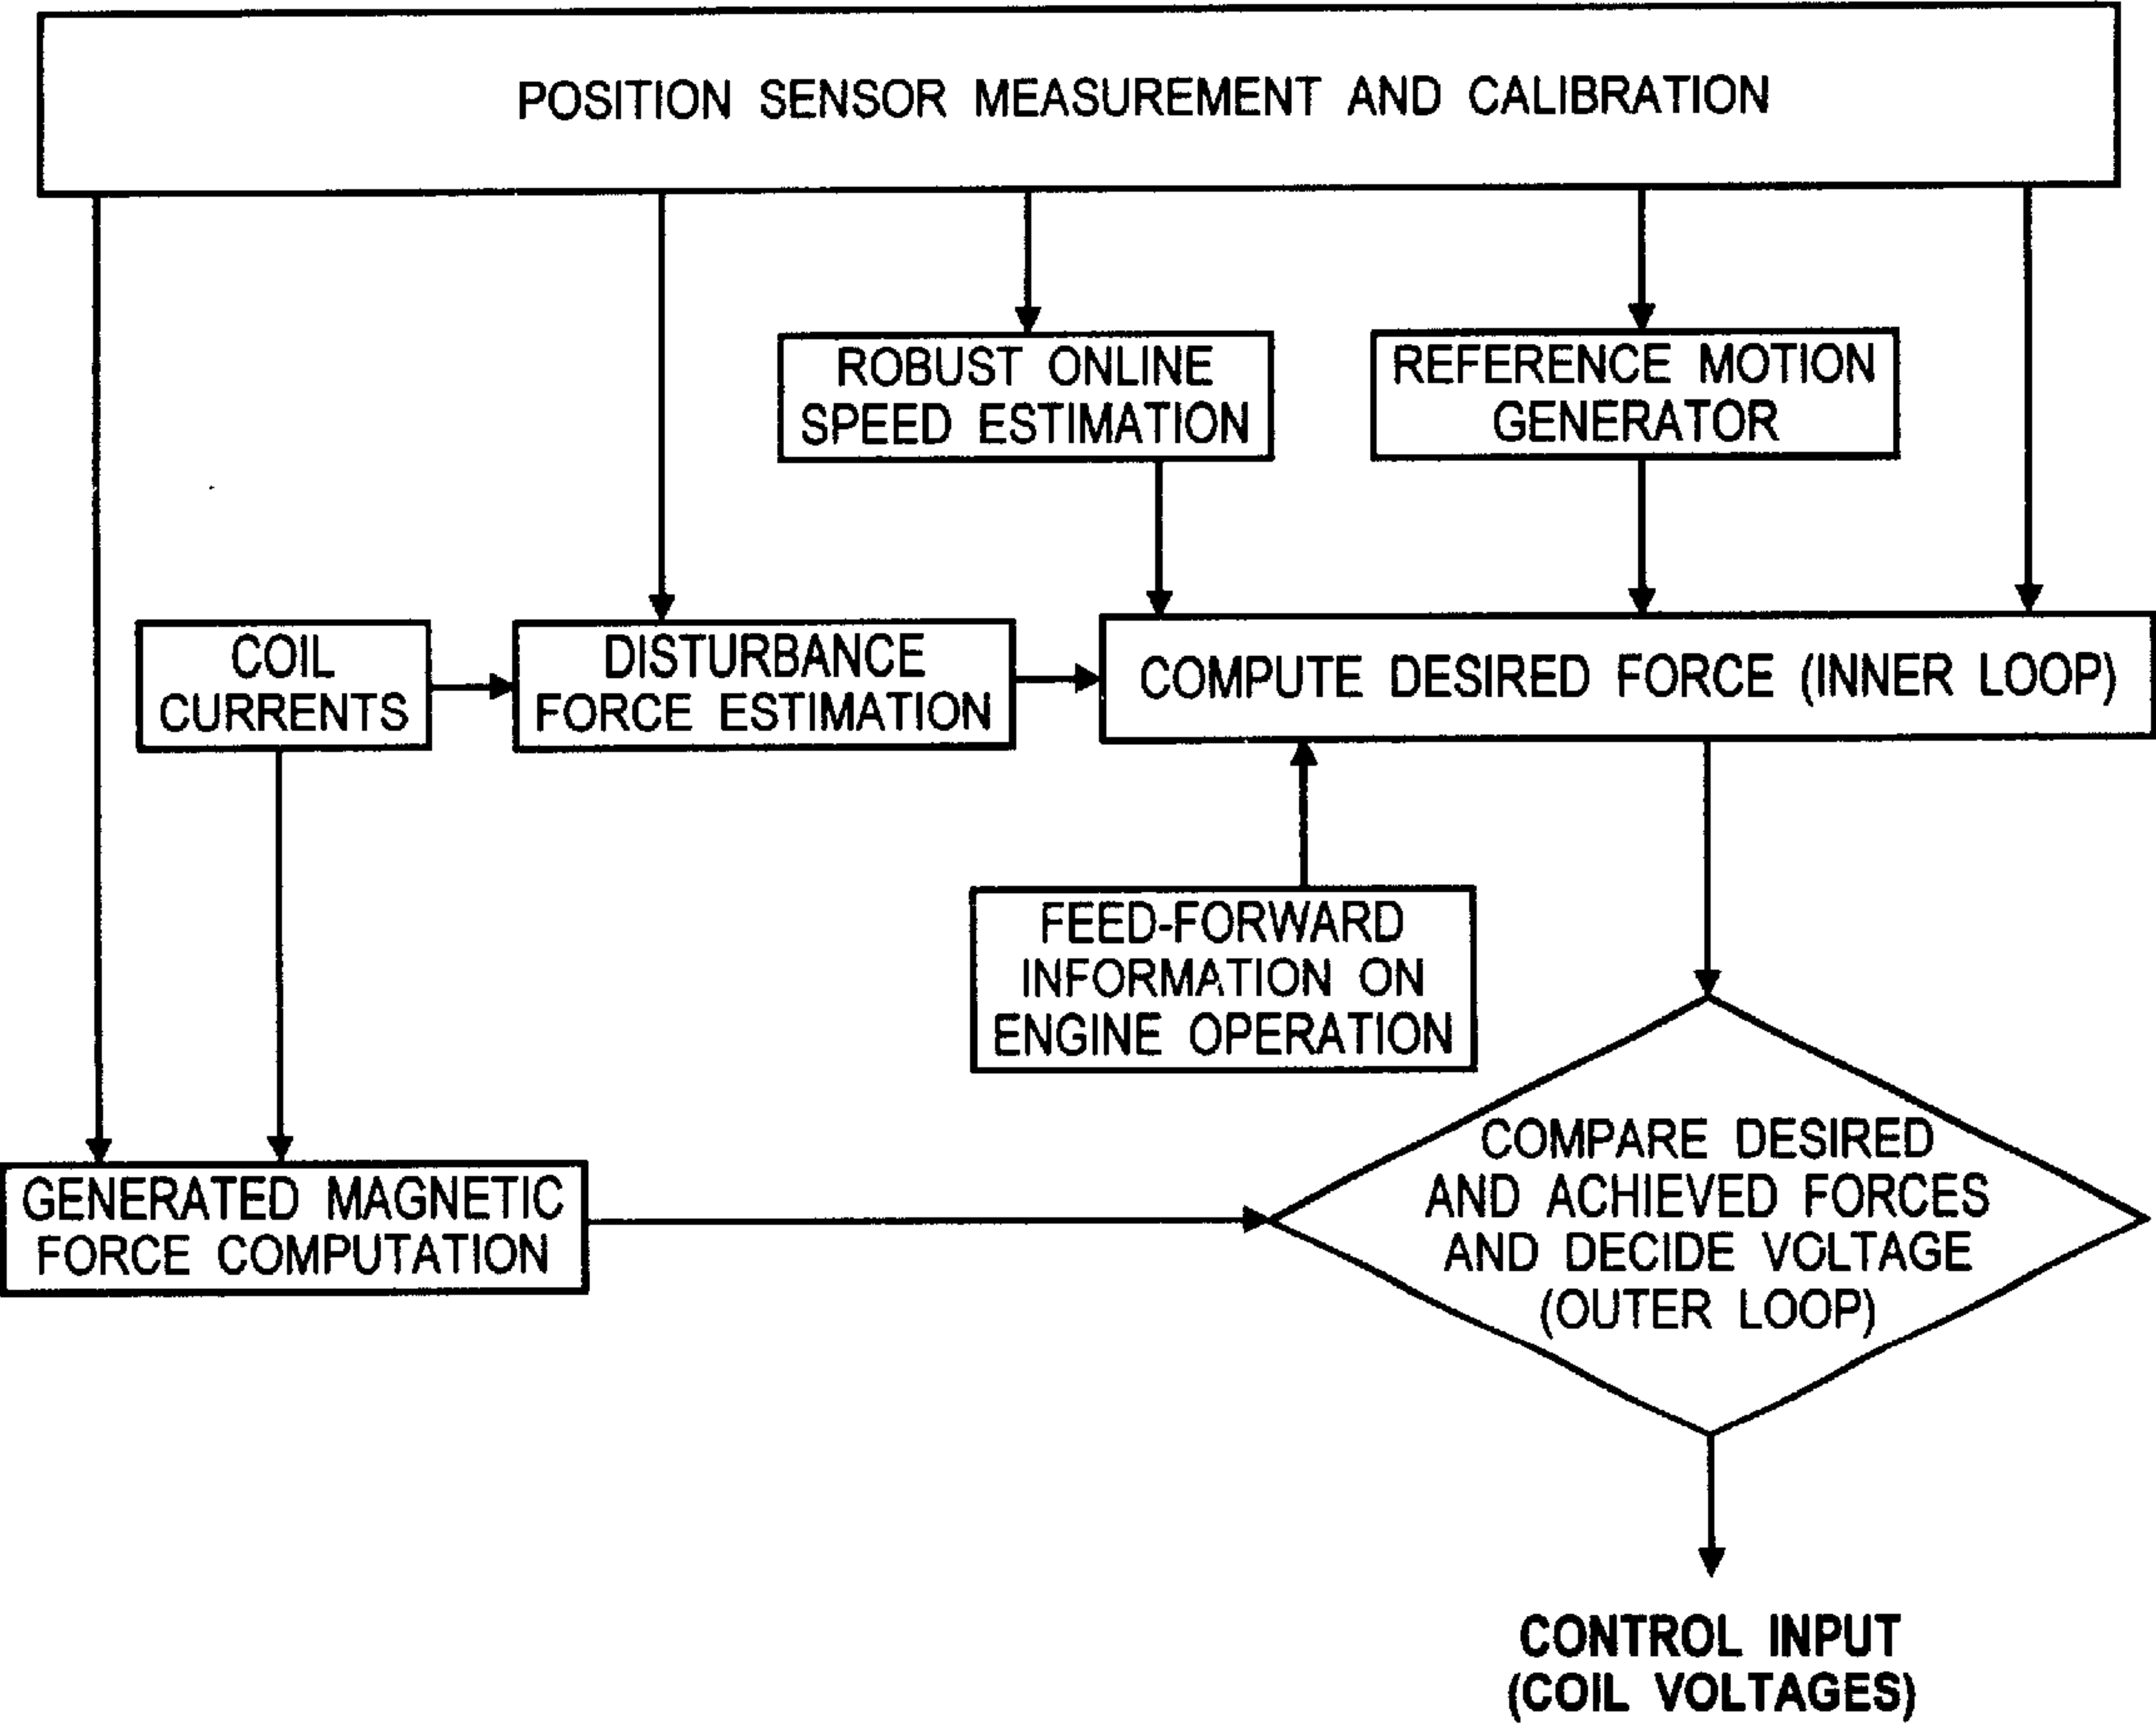 POSITION SENSOR MEASUREMENT AND CALIBRATION
ROBUST ONLINE
SPEED ESTIMATION
REFERENCE MOTION
GENERATOR
COIL
CURRENTS
DISTURBANCE
FORCE ESTIMATION
COMPUTE DESIRED FORCE (INNER LOOP)
FEED-FORWARD
INFORMATION ON
ENGINE OPERATION
GENERATED MAGNETIC
FORCE COMPUTATION
COMPARE DESIRED
AND ACHIEVED FORCES
AND DECIDE VOLTAGE
(OUTER LOOP)
CONTROL INPUT
(COIL VOLTAGES)